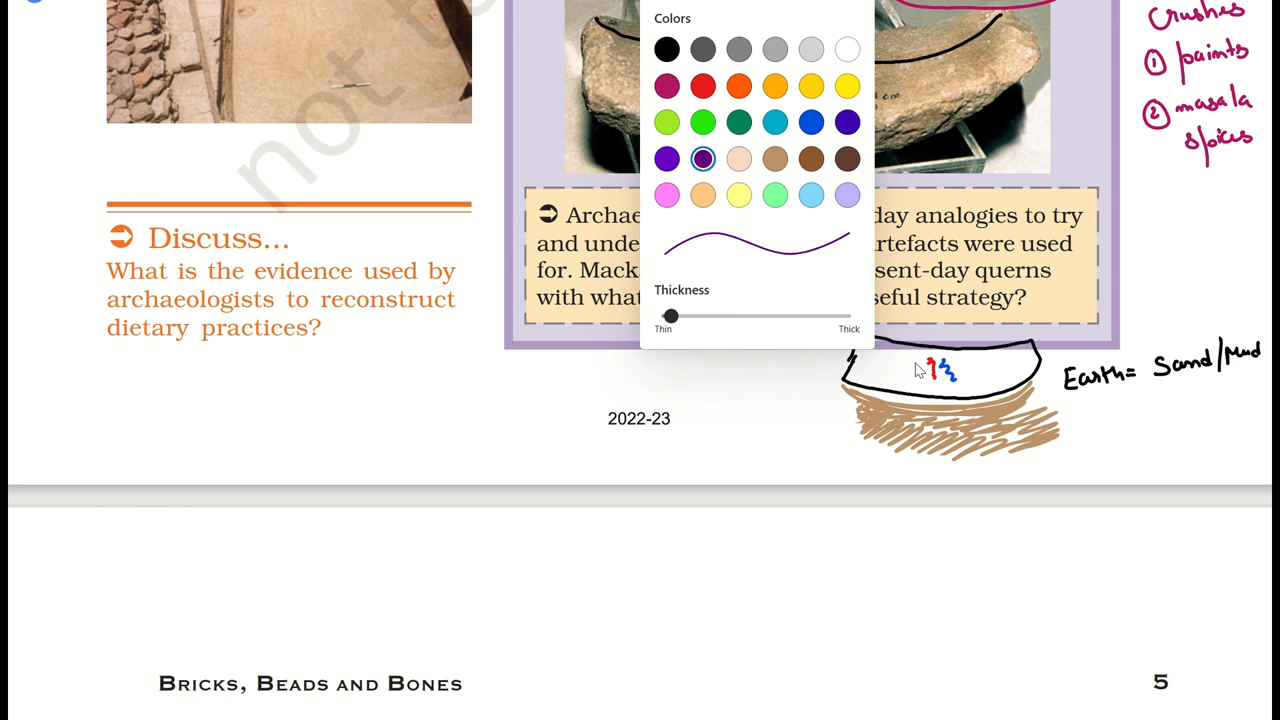 Colors
crushes
① paints
② masala
spices
not
➲ Discuss...
What is the evidence used by
archaeologists to reconstruct
dietary practices?
➲ Archae day analogies to try
and unde rtefacts were used
for. Mack sent-day querns
with what seful strategy?
Thickness
Thin Thick
Earth = Sand/Mud
2022-23
BRICKS, BEADS AND BONES 5